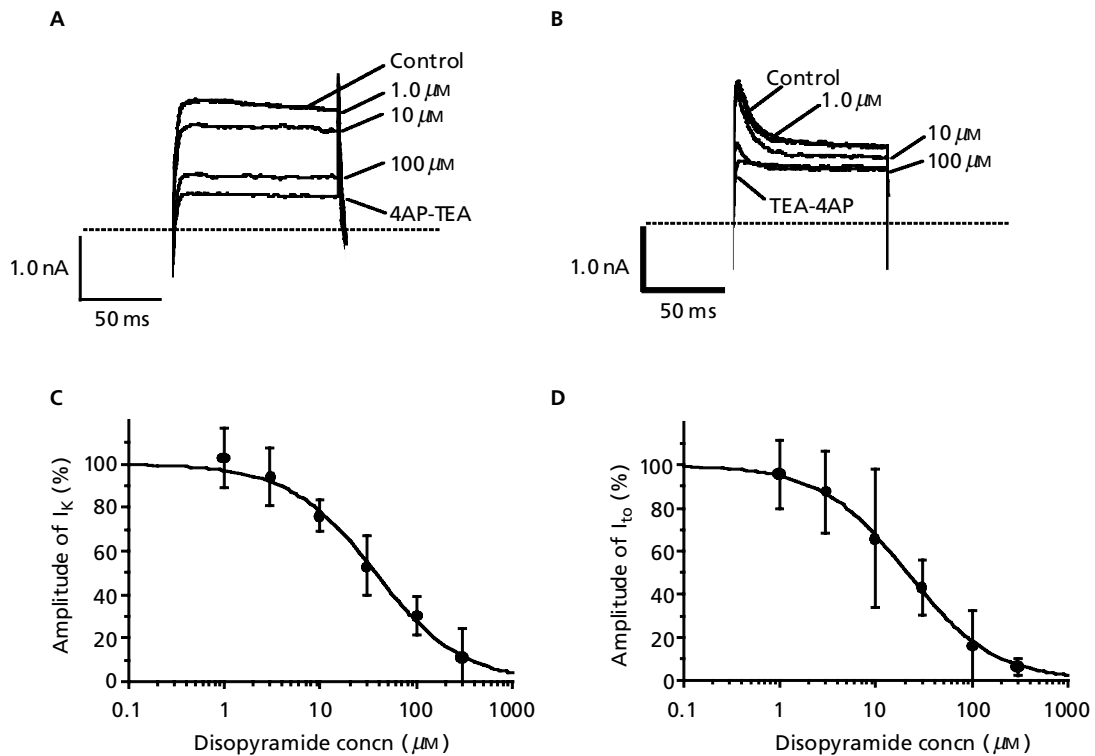 A
Control
1.0 µM
10 µM
100 µM
4AP-TEA
1.0 nA
50 ms
B
Control
1.0 µM
10 µM
100 µM
TEA-4AP
1.0 nA
50 ms
C
Amplitude of I_K (%)
100
80
60
40
20
0
0.1 1 10 100 1000
Disopyramide concn (µM)
D
Amplitude of I_to (%)
100
80
60
40
20
0
0.1 1 10 100 1000
Disopyramide concn (µM)